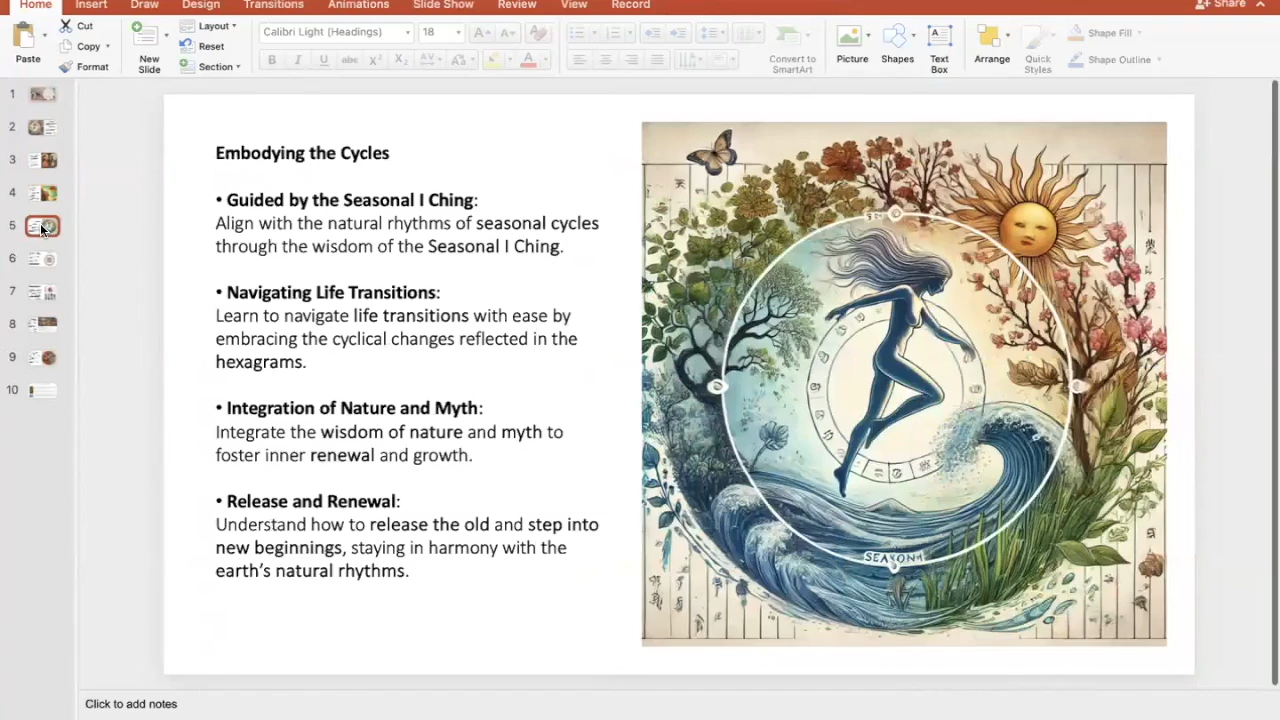 Home Insert Draw Design Transitions Animations Slide Show Review View Record Share
Paste
Cut
Copy
Format
New
Slide
Layout
Reset
Section
Calibri Light (Headings) 18
Convert to
SmartArt
Picture
Shapes
Text
Box
Arrange
Quick
Styles
Shape Fill
Shape Outline
1
2
3
4
5
6
7
8
9
10
Embodying the Cycles
• Guided by the Seasonal I Ching:
Align with the natural rhythms of seasonal cycles
through the wisdom of the Seasonal I Ching.
• Navigating Life Transitions:
Learn to navigate life transitions with ease by
embracing the cyclical changes reflected in the
hexagrams.
• Integration of Nature and Myth:
Integrate the wisdom of nature and myth to
foster inner renewal and growth.
• Release and Renewal:
Understand how to release the old and step into
new beginnings, staying in harmony with the
earth's natural rhythms.
Click to add notes